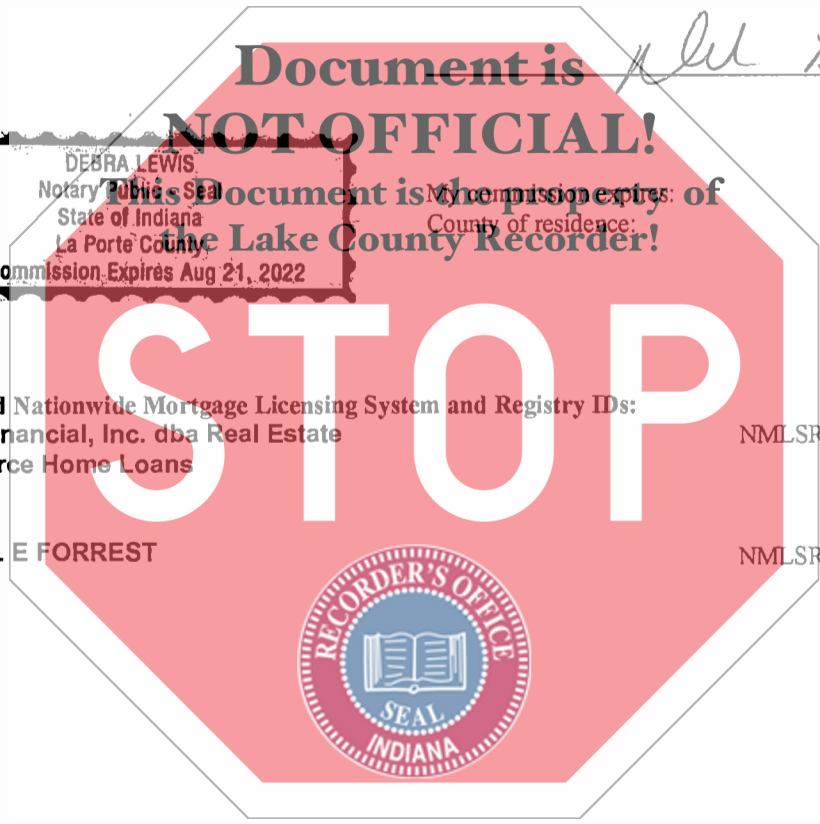 Document is
NOT OFFICIAL!
This Document is the property of
the Lake County Recorder!
DEBRA LEWIS
Notary Public - Seal
State of Indiana
La Porte County
ommission Expires Aug 21, 2022
My commission expires:
County of residence:
STOP
d Nationwide Mortgage Licensing System and Registry IDs:
nancial, Inc. dba Real Estate
NMLSR
rce Home Loans
E FORREST
NMLSR
RECORDER'S OFFICE
SEAL
INDIANA